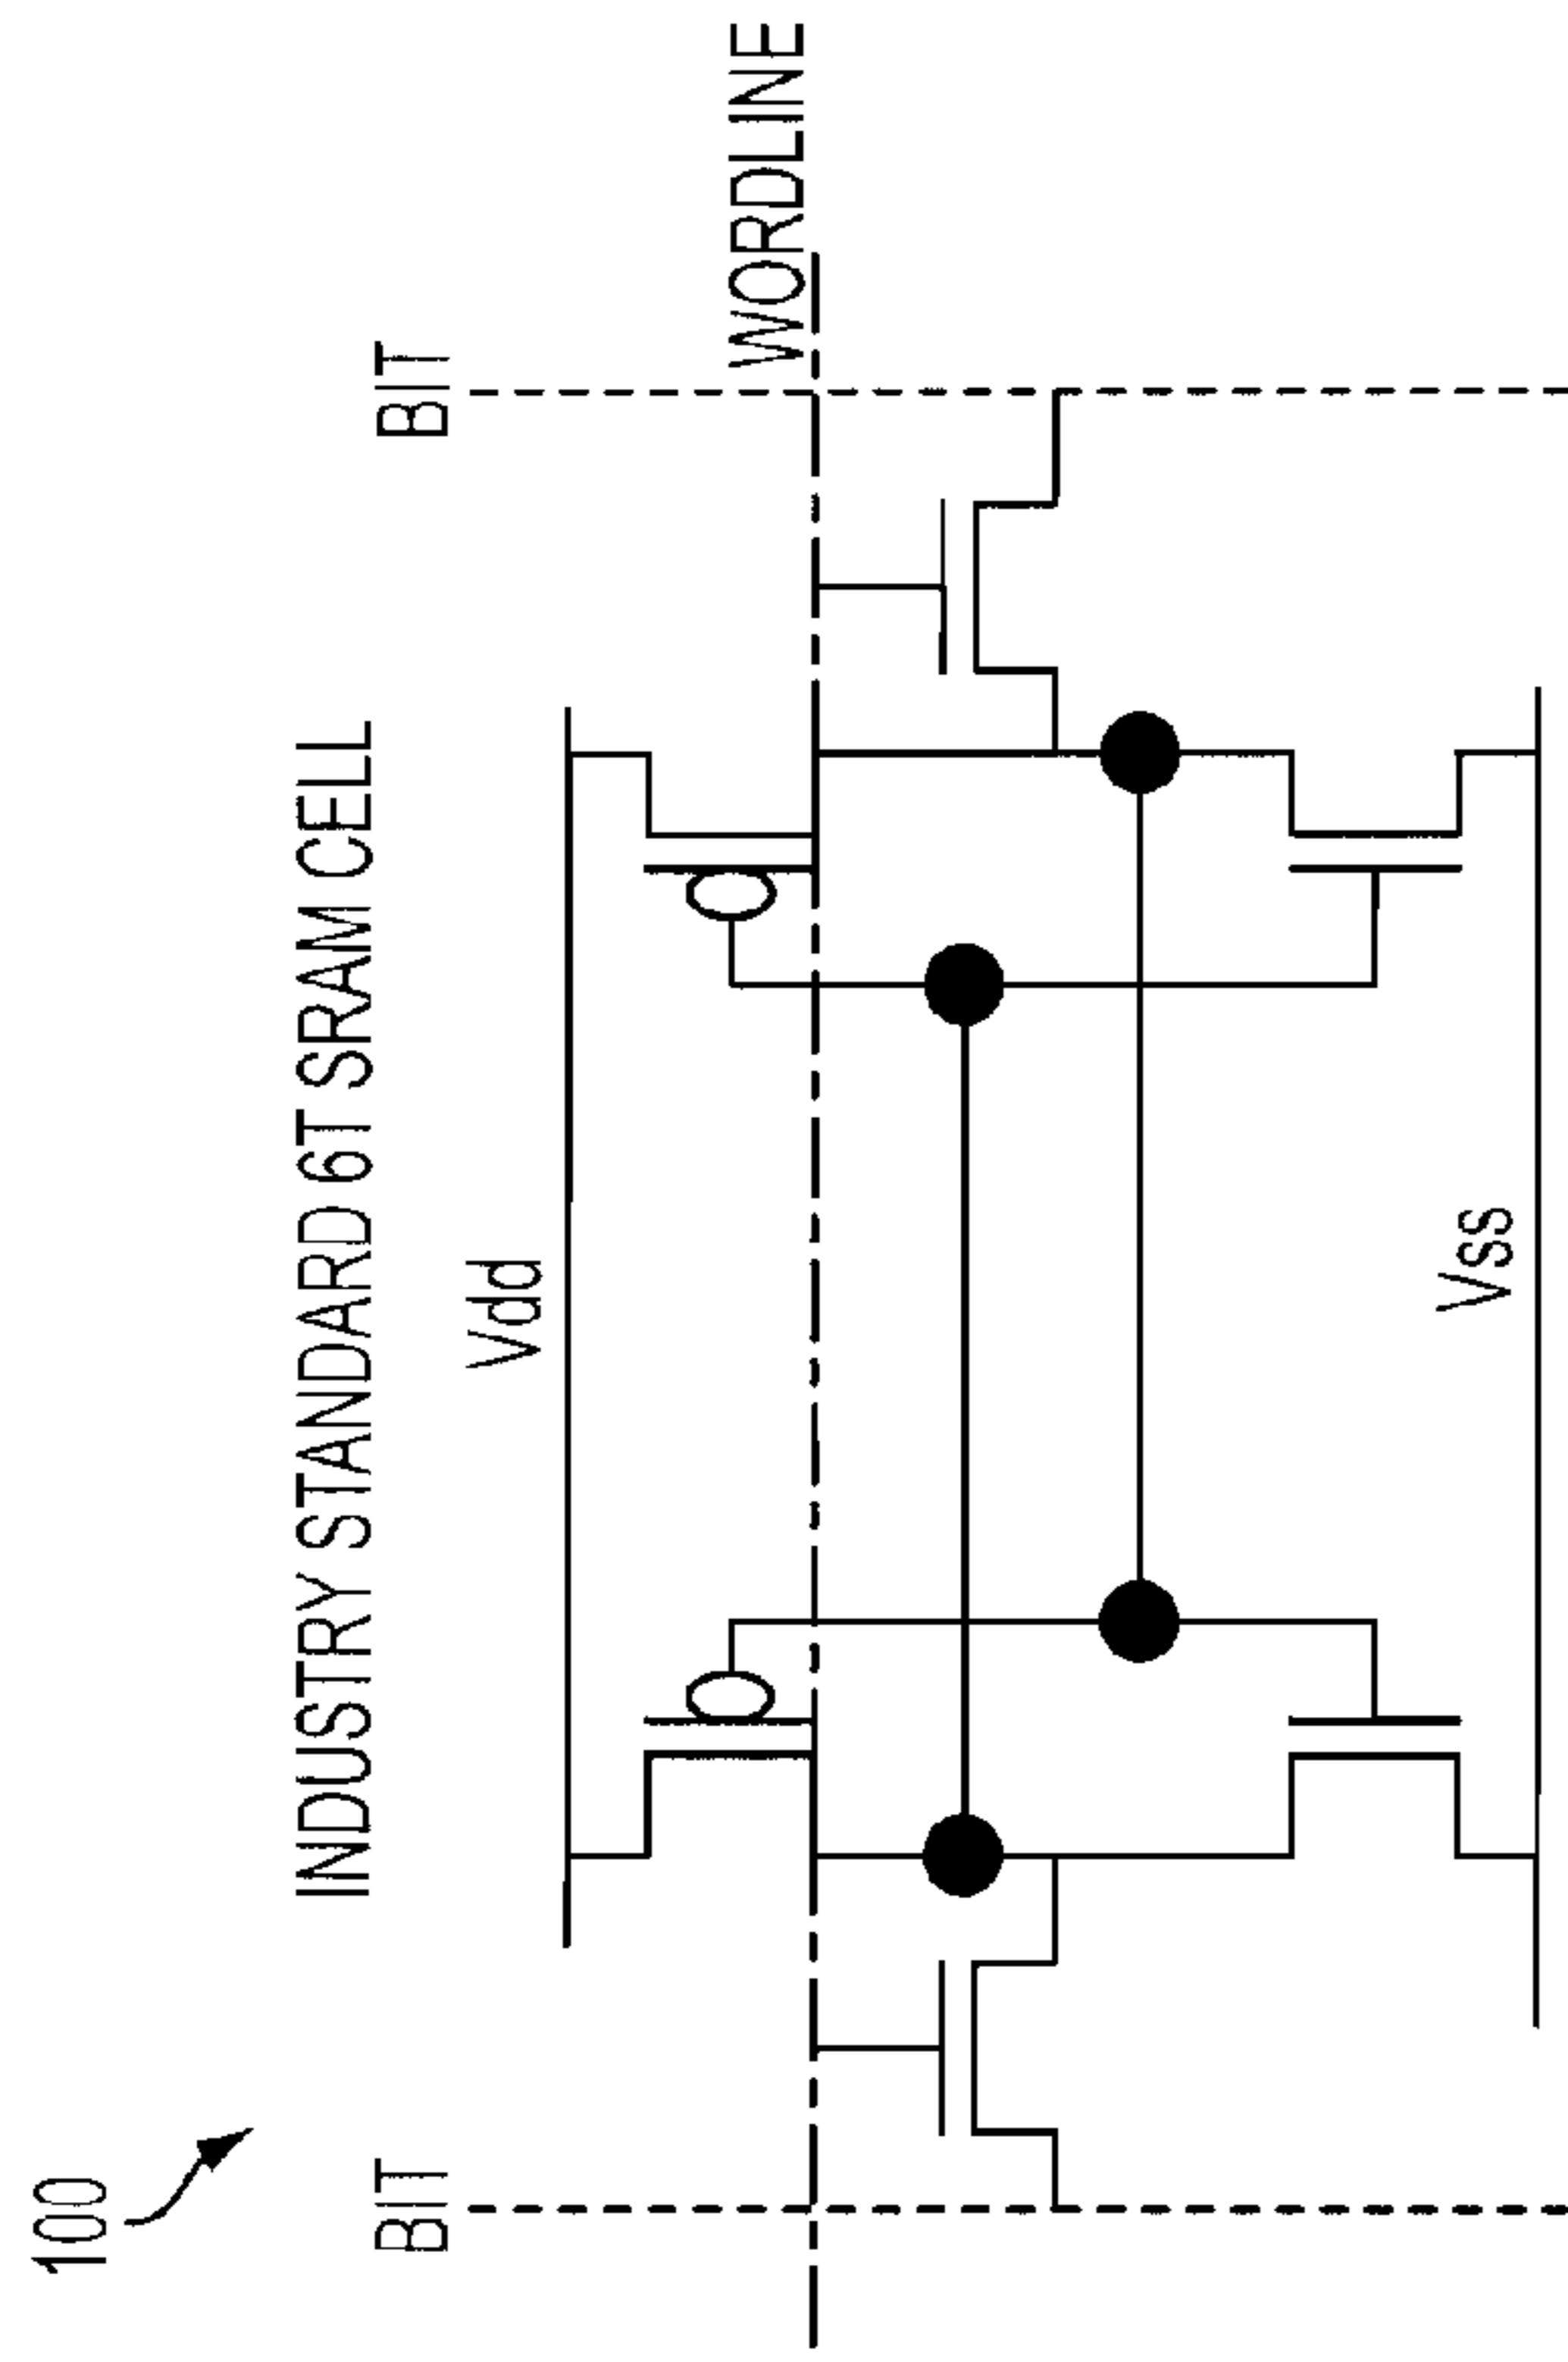 100
INDUSTRY STANDARD 6T SRAM CELL
BIT
BIT
Vdd
WORDLINE
Vss